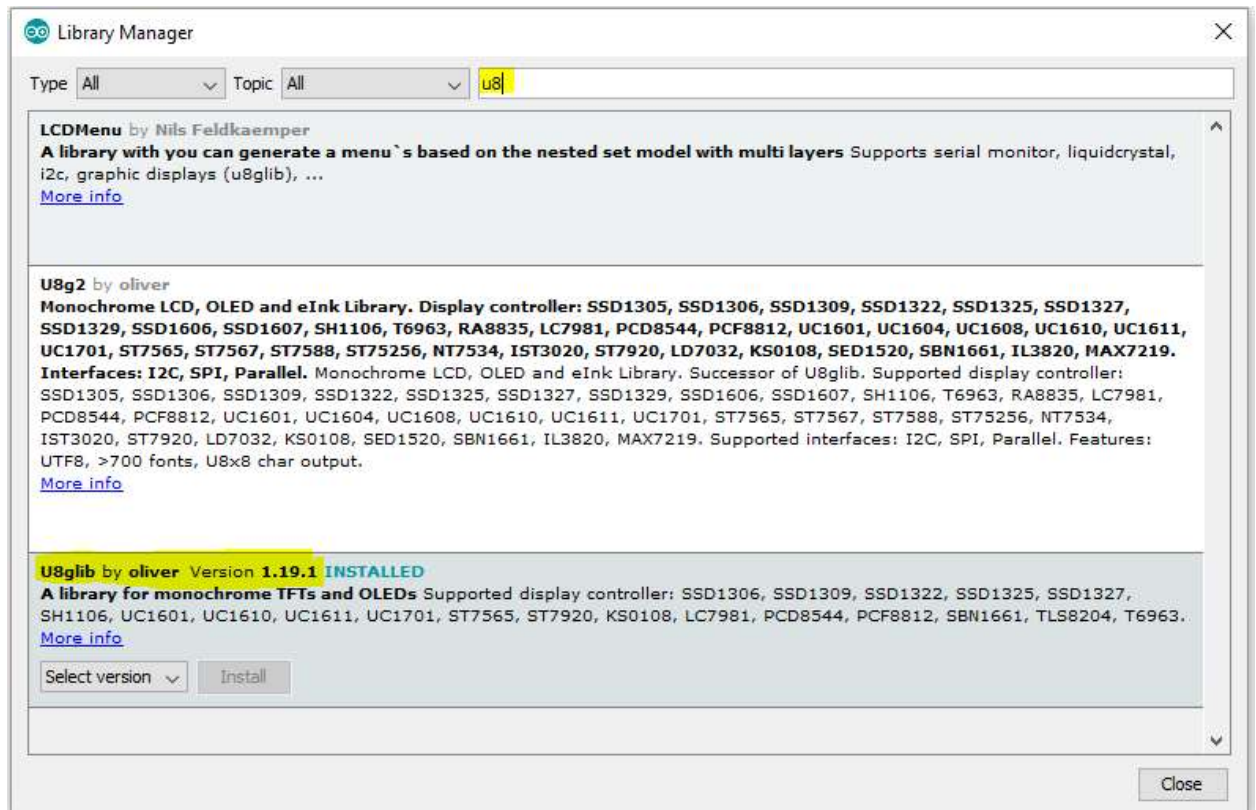 Library Manager
Type All Topic All u8
LCDMenu by Nils Feldkaemper
A library with you can generate a menu`s based on the nested set model with multi layers Supports serial monitor, liquidcrystal,
i2c, graphic displays (u8glib), ...
More info
U8g2 by oliver
Monochrome LCD, OLED and eInk Library. Display controller: SSD1305, SSD1306, SSD1309, SSD1322, SSD1325, SSD1327,
SSD1329, SSD1606, SSD1607, SH1106, T6963, RA8835, LC7981, PCD8544, PCF8812, UC1601, UC1604, UC1608, UC1610, UC1611,
UC1701, ST7565, ST7567, ST7588, ST75256, NT7534, IST3020, ST7920, LD7032, KS0108, SED1520, SBN1661, IL3820, MAX7219.
Interfaces: I2C, SPI, Parallel. Monochrome LCD, OLED and eInk Library. Successor of U8glib. Supported display controller:
SSD1305, SSD1306, SSD1309, SSD1322, SSD1325, SSD1327, SSD1329, SSD1606, SSD1607, SH1106, T6963, RA8835, LC7981,
PCD8544, PCF8812, UC1601, UC1604, UC1608, UC1610, UC1611, UC1701, ST7565, ST7567, ST7588, ST75256, NT7534,
IST3020, ST7920, LD7032, KS0108, SED1520, SBN1661, IL3820, MAX7219. Supported interfaces: I2C, SPI, Parallel. Features:
UTF8, >700 fonts, U8x8 char output.
More info
U8glib by oliver Version 1.19.1 INSTALLED
A library for monochrome TFTs and OLEDs Supported display controller: SSD1306, SSD1309, SSD1322, SSD1325, SSD1327,
SH1106, UC1601, UC1610, UC1611, UC1701, ST7565, ST7920, KS0108, LC7981, PCD8544, PCF8812, SBN1661, TLS8204, T6963.
More info
Select version Install
Close